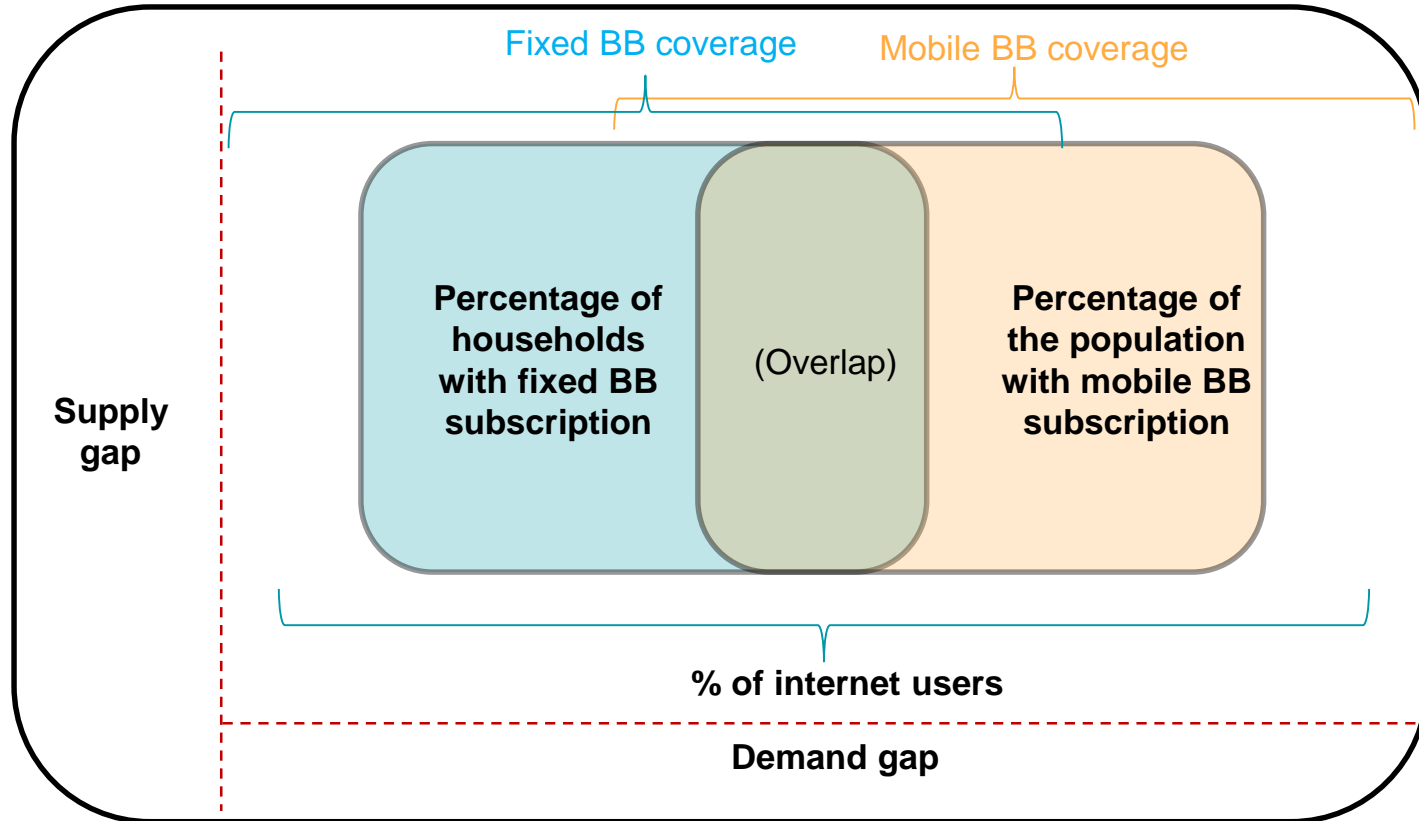 Fixed BB coverage
Mobile BB coverage
Percentage of
households
with fixed BB
subscription
(Overlap)
Percentage of
the population
with mobile BB
subscription
Supply
gap
% of internet users
Demand gap